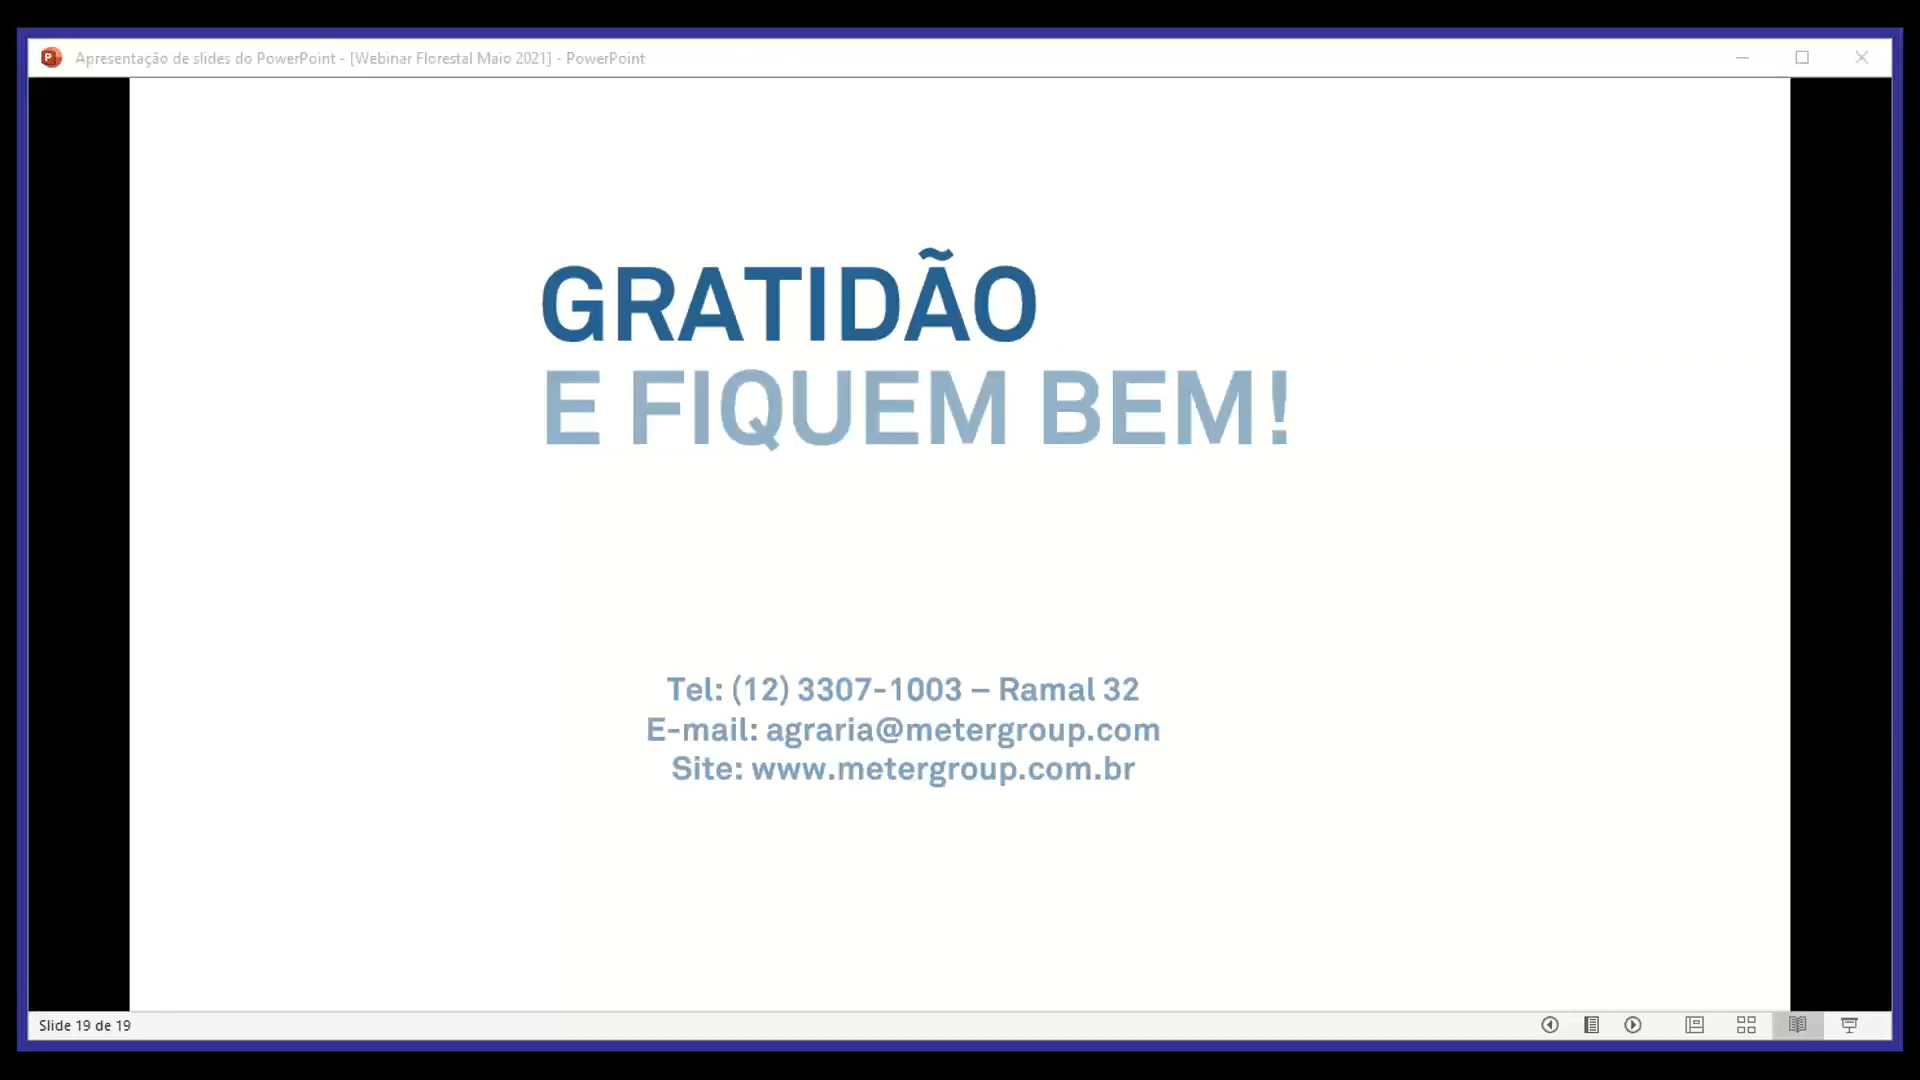 Apresentação de slides do PowerPoint - [Webinar Florestal Maio 2021] - PowerPoint
GRATIDÃO
E FIQUEM BEM!
Tel: (12) 3307-1003 – Ramal 32
E-mail: agraria@metergroup.com
Site: www.metergroup.com.br
Slide 19 de 19